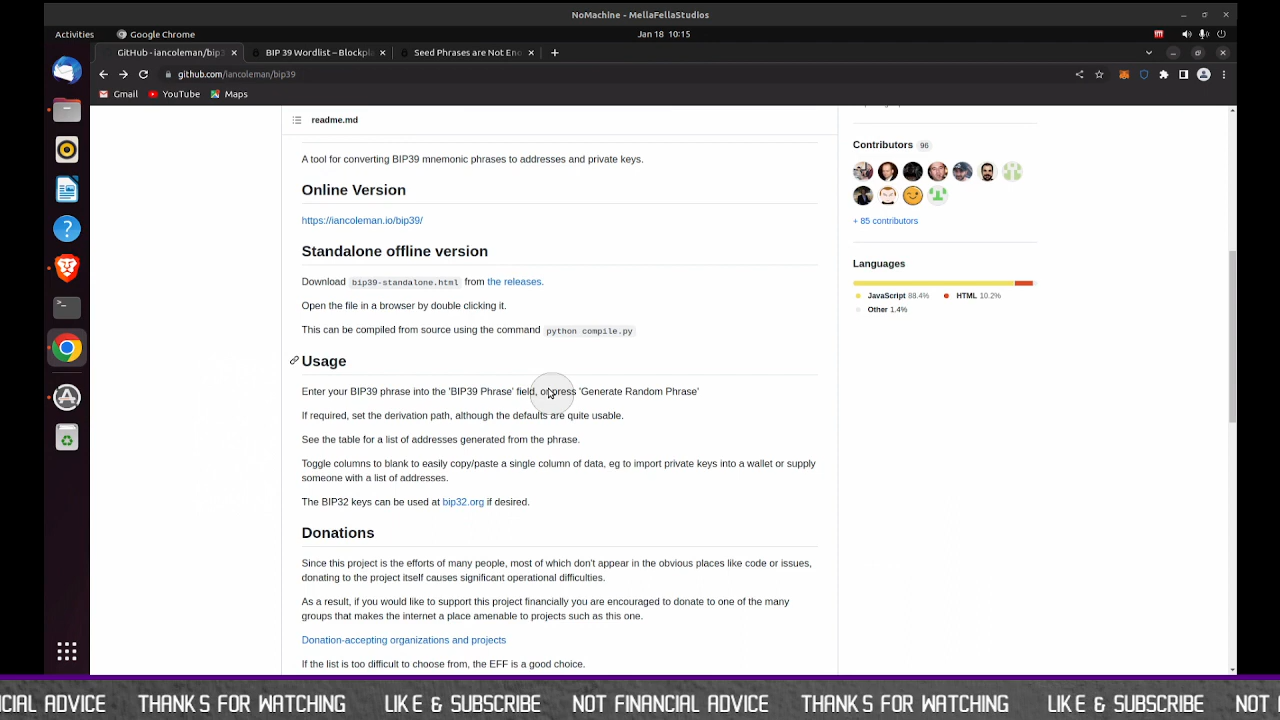 NoMachine - MellaFellaStudios
Activities
Google Chrome
Jan 18 10:15
GitHub - iancoleman/bip3
BIP 39 Wordlist – Blockpla
Seed Phrases are Not En
github.com/iancoleman/bip39
Gmail
YouTube
Maps
readme.md
A tool for converting BIP39 mnemonic phrases to addresses and private keys.
Online Version
https://iancoleman.io/bip39/
Standalone offline version
Download bip39-standalone.html from the releases.
Open the file in a browser by double clicking it.
This can be compiled from source using the command python compile.py
Usage
Enter your BIP39 phrase into the 'BIP39 Phrase' field, or press 'Generate Random Phrase'
If required, set the derivation path, although the defaults are quite usable.
See the table for a list of addresses generated from the phrase.
Toggle columns to blank to easily copy/paste a single column of data, eg to import private keys into a wallet or supply
someone with a list of addresses.
The BIP32 keys can be used at bip32.org if desired.
Donations
Since this project is the efforts of many people, most of which don't appear in the obvious places like code or issues,
donating to the project itself causes significant operational difficulties.
As a result, if you would like to support this project financially you are encouraged to donate to one of the many
groups that makes the internet a place amenable to projects such as this one.
Donation-accepting organizations and projects
If the list is too difficult to choose from, the EFF is a good choice.
Contributors 96
+ 85 contributors
Languages
JavaScript 88.4%
HTML 10.2%
Other 1.4%
NCIAL ADVICE THANKS FOR WATCHING LIKE & SUBSCRIBE NOT FINANCIAL ADVICE THANKS FOR WATCHING LIKE & SUBSCRIBE NOT